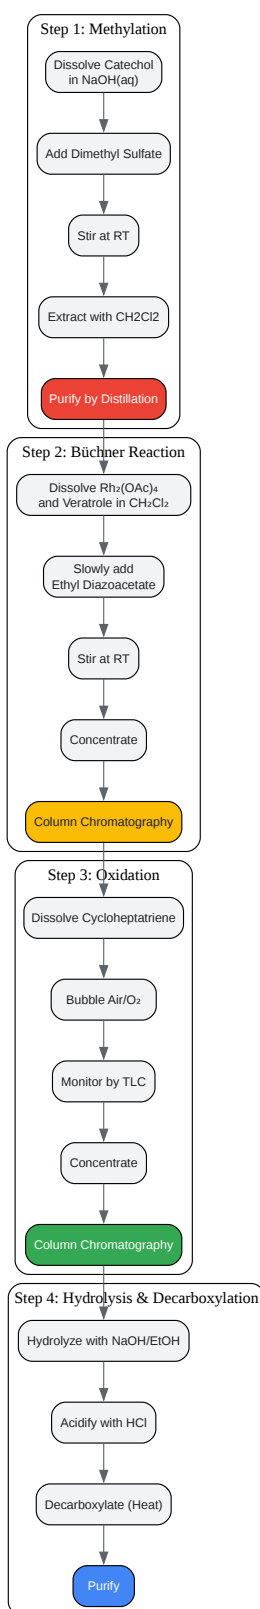 Step 1: Methylation
Dissolve Catechol
in NaOH(aq)
Add Dimethyl Sulfate
Stir at RT
Extract with CH2Cl2
Purify by Distillation
Step 2: Büchner Reaction
Dissolve Rh₂(OAc)₄
and Veratrole in CH₂Cl₂
Slowly add
Ethyl Diazoacetate
Stir at RT
Concentrate
Column Chromatography
Step 3: Oxidation
Dissolve Cycloheptatriene
Bubble Air/O₂
Monitor by TLC
Concentrate
Column Chromatography
Step 4: Hydrolysis & Decarboxylation
Hydrolyze with NaOH/EtOH
Acidify with HCl
Decarboxylate (Heat)
Purify